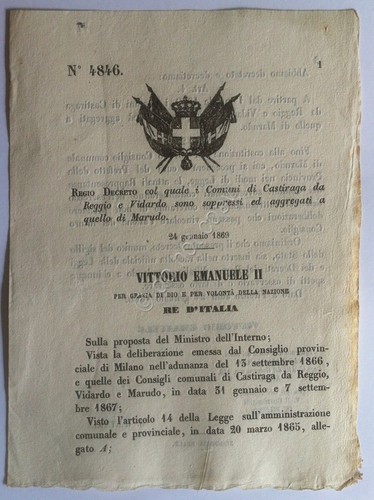 N° 4846.
1
REGIO DECRETO col quale i Comuni di Castiraga da
Reggio e Vidardo sono soppressi ed aggregati a
quello di Marudo.
24 gennaio 1869
VITTORIO EMANUELE II
PER GRAZIA DI DIO E PER VOLONTÀ DELLA NAZIONE
RE D'ITALIA
Sulla proposta del Ministro dell'Interno;
Vista la deliberazione emessa dal Consiglio provin-
ciale di Milano nell'adunanza del 15 settembre 1866,
e quelle dei Consigli comunali di Castiraga da Reggio,
Vidardo e Marudo, in data 31 gennaio e 7 settem-
bre 1867;
Visto l'articolo 14 della Legge sull'amministrazione
comunale e provinciale, in data 20 marzo 1865, alle-
gato A;